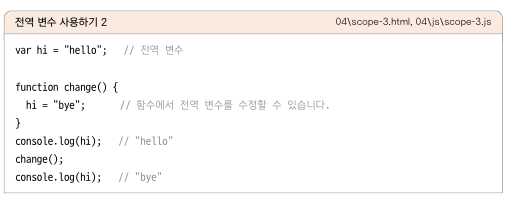 전역 변수 사용하기 2
04\scope-3.html, 04\js\scope-3.js
var hi = "hello"; // 전역 변수
function change() {
hi = "bye"; // 함수에서 전역 변수를 수정할 수 있습니다.
}
console.log(hi); // "hello"
change();
console.log(hi); // "bye"